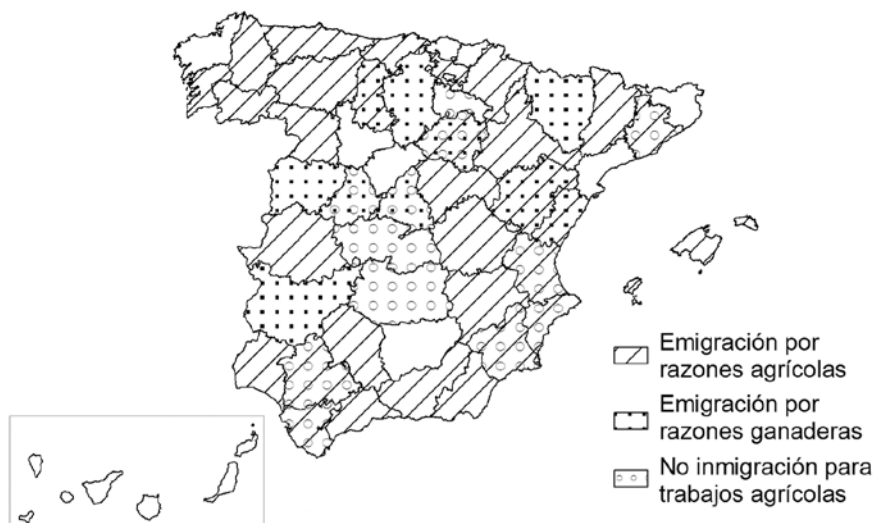 Emigración por
razones agrícolas
Emigración por
razones ganaderas
No inmigración para
trabajos agrícolas